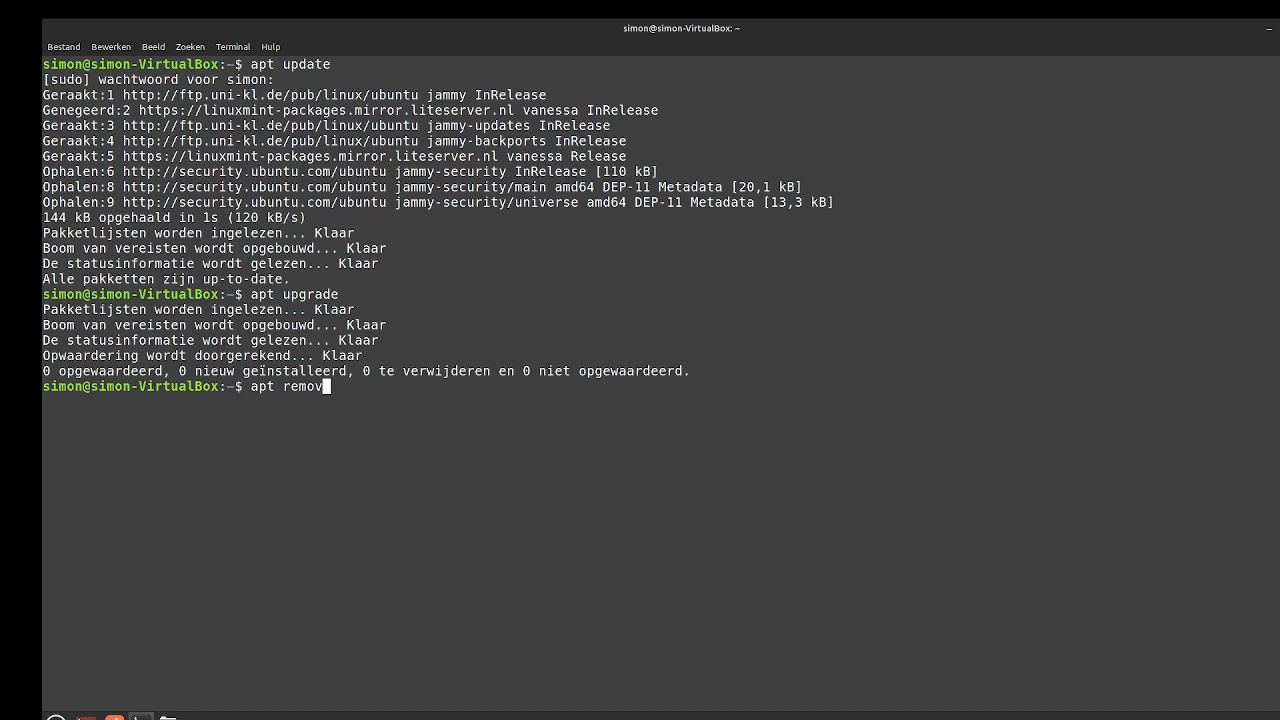 simon@simon-VirtualBox: ~
Bestand Bewerken Beeld Zoeken Terminal Hulp
simon@simon-VirtualBox:~$ apt update
[sudo] wachtwoord voor simon:
Geraakt:1 http://ftp.uni-kl.de/pub/linux/ubuntu jammy InRelease
Genegeerd:2 https://linuxmint-packages.mirror.liteserver.nl vanessa InRelease
Geraakt:3 http://ftp.uni-kl.de/pub/linux/ubuntu jammy-updates InRelease
Geraakt:4 http://ftp.uni-kl.de/pub/linux/ubuntu jammy-backports InRelease
Geraakt:5 https://linuxmint-packages.mirror.liteserver.nl vanessa Release
Ophalen:6 http://security.ubuntu.com/ubuntu jammy-security InRelease [110 kB]
Ophalen:8 http://security.ubuntu.com/ubuntu jammy-security/main amd64 DEP-11 Metadata [20,1 kB]
Ophalen:9 http://security.ubuntu.com/ubuntu jammy-security/universe amd64 DEP-11 Metadata [13,3 kB]
144 kB opgehaald in 1s (120 kB/s)
Pakketlijsten worden ingelezen... Klaar
Boom van vereisten wordt opgebouwd... Klaar
De statusinformatie wordt gelezen... Klaar
Alle pakketten zijn up-to-date.
simon@simon-VirtualBox:~$ apt upgrade
Pakketlijsten worden ingelezen... Klaar
Boom van vereisten wordt opgebouwd... Klaar
De statusinformatie wordt gelezen... Klaar
Opwaardering wordt doorgerekend... Klaar
0 opgewaardeerd, 0 nieuw geïnstalleerd, 0 te verwijderen en 0 niet opgewaardeerd.
simon@simon-VirtualBox:~$ apt remov